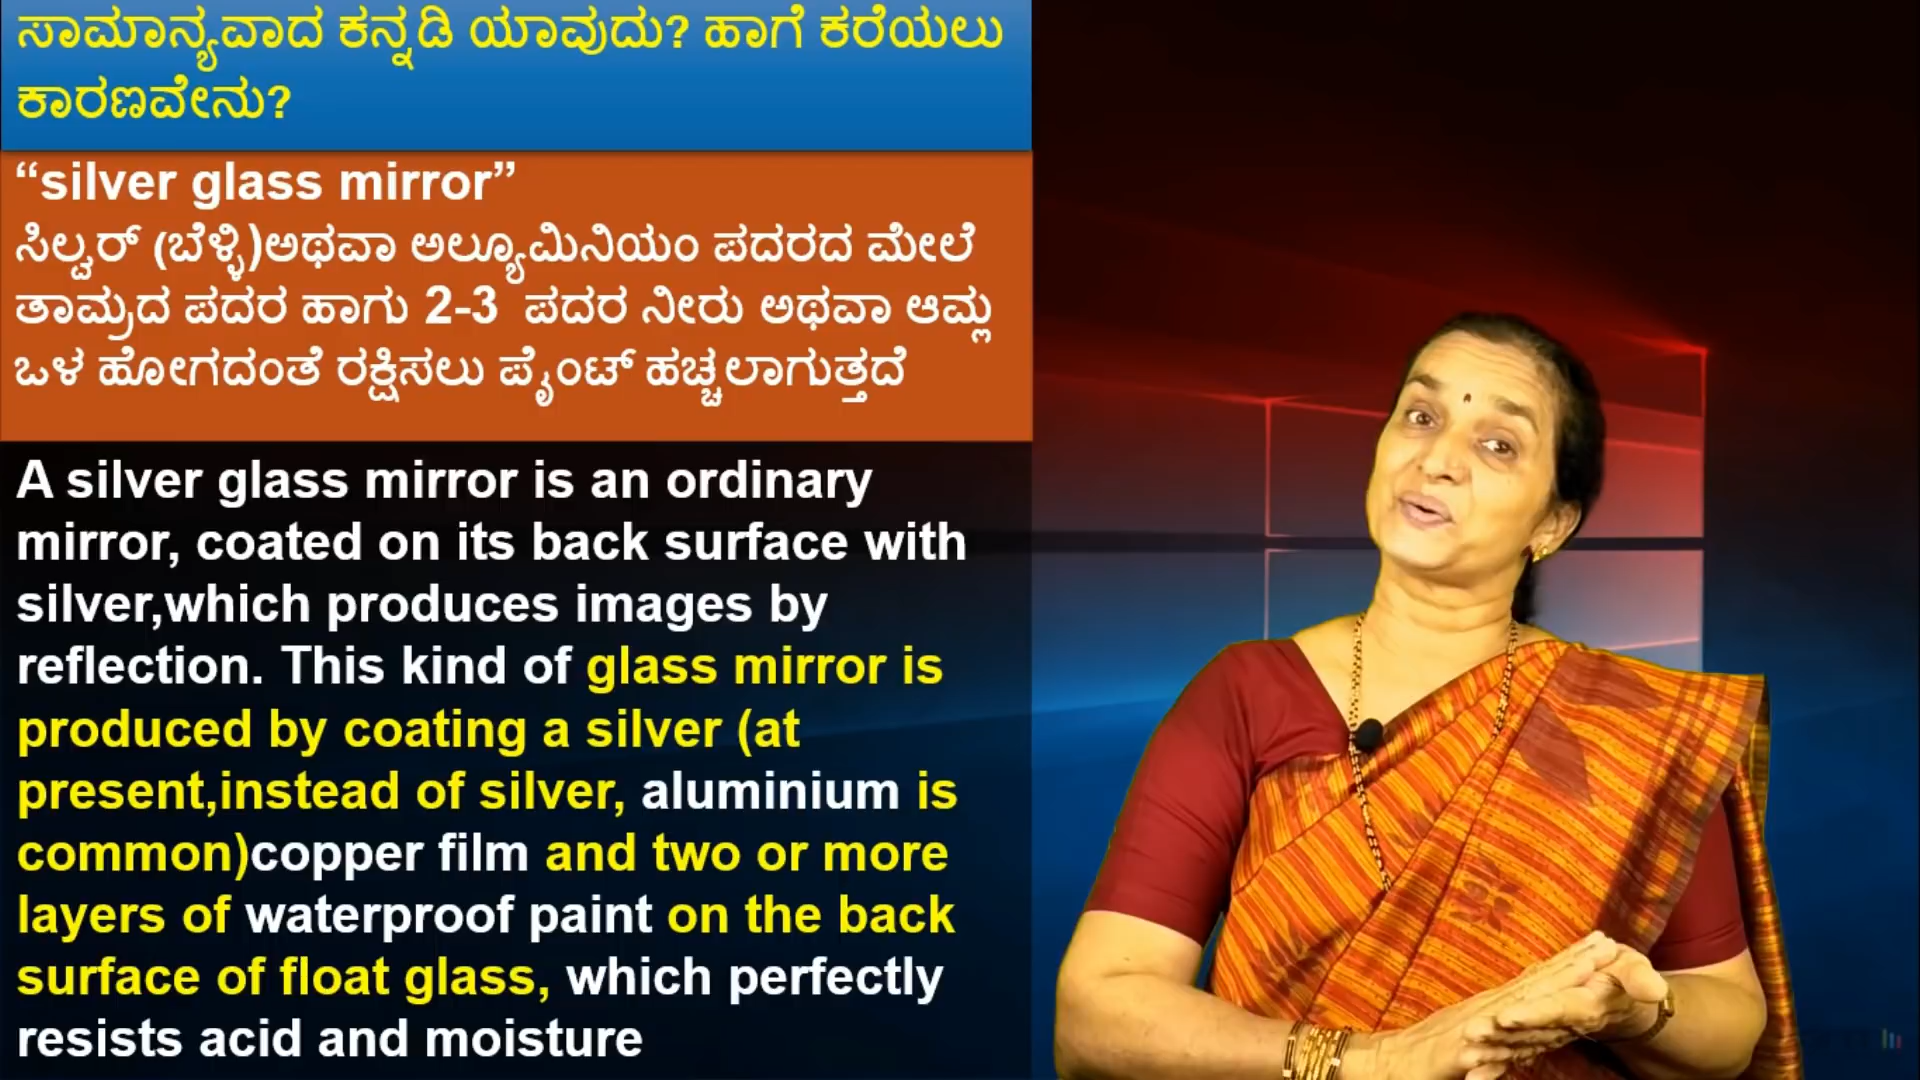 ಸಾಮಾನ್ಯವಾದ ಕನ್ನಡಿ ಯಾವುದು? ಹಾಗೆ ಕರೆಯಲು
ಕಾರಣವೇನು?
“silver glass mirror”
ಸಿಲ್ವರ್ (ಬೆಳ್ಳಿ)ಅಥವಾ ಅಲ್ಯೂಮಿನಿಯಂ ಪದರದ ಮೇಲೆ
ತಾಮ್ರದ ಪದರ ಹಾಗು 2-3 ಪದರ ನೀರು ಅಥವಾ ಆಮ್ಲ
ಒಳ ಹೋಗದಂತೆ ರಕ್ಷಿಸಲು ಪೈಂಟ್ ಹಚ್ಚಲಾಗುತ್ತದೆ
A silver glass mirror is an ordinary
mirror, coated on its back surface with
silver,which produces images by
reflection. This kind of glass mirror is
produced by coating a silver (at
present,instead of silver, aluminium is
common)copper film and two or more
layers of waterproof paint on the back
surface of float glass, which perfectly
resists acid and moisture